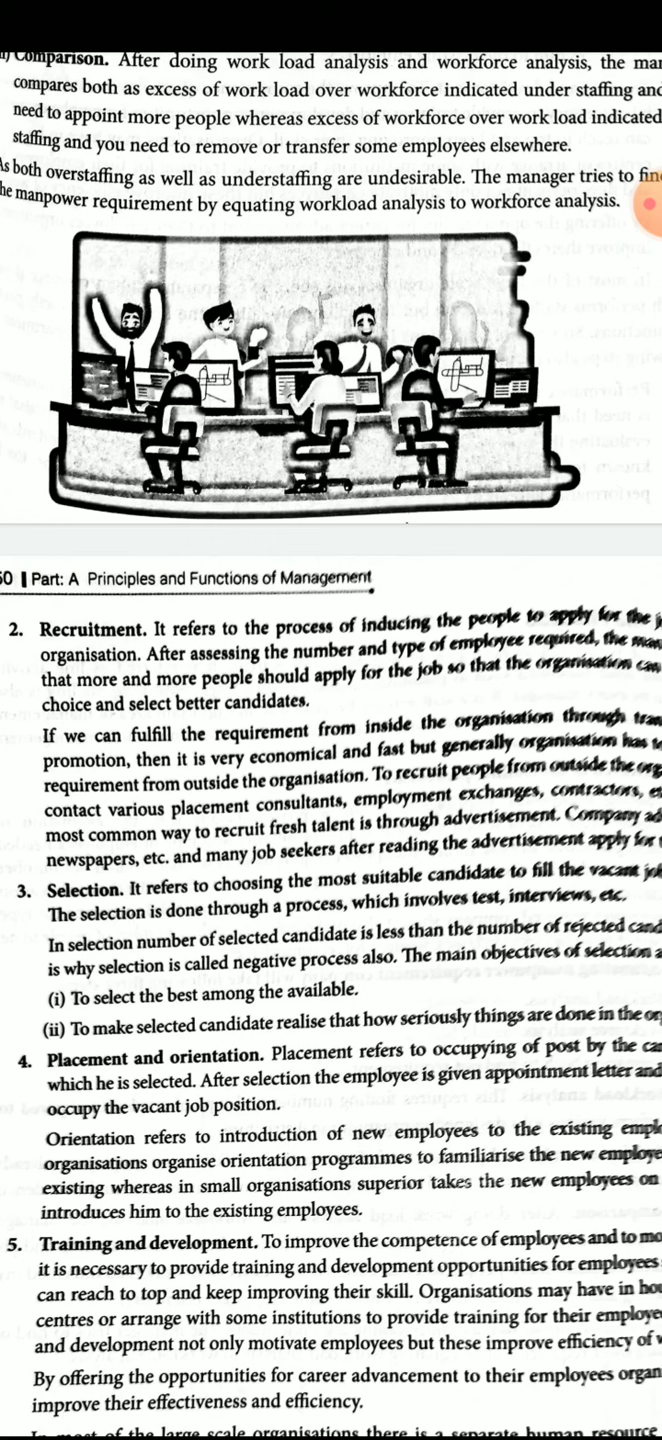 Comparison. After doing work load analysis and workforce analysis, the
compares both as excess of work load over workforce indicated under staffing
need to appoint more people whereas excess of workforce over work load indicated
staffing and you need to remove or transfer some employees elsewhere.
As both overstaffing as well as understaffing are undesirable. The manager tries to
manpower requirement by equating workload analysis to workforce analysis.
Part: A Principles and Functions of Management
2. Recruitment. It refers to the process of inducing the people to apply for the
organisation. After assessing the number and type of employee required, the
that more and more people should apply for the job so that the organisation
choice and select better candidates.
If we can fulfill the requirement from inside the organisation through
promotion, then it is very economical and fast but generally organisation has
requirement from outside the organisation. To recruit people from outside the
contact various placement consultants, employment exchanges, contractors,
most common way to recruit fresh talent is through advertisement. Company
newspapers, etc. and many job seekers after reading the advertisement apply for
3. Selection. It refers to choosing the most suitable candidate to fill the vacant
The selection is done through a process, which involves test, interviews, etc.
In selection number of selected candidate is less than the number of rejected
is why selection is called negative process also. The main objectives of selection
(i) To select the best among the available.
(ii) To make selected candidate realise that how seriously things are done in the
4. Placement and orientation. Placement refers to occupying of post by the
which he is selected. After selection the employee is given appointment letter and
occupy the vacant job position.
Orientation refers to introduction of new employees to the existing
organisations organise orientation programmes to familiarise the new
existing whereas in small organisations superior takes the new employees on
introduces him to the existing employees.
5. Training and development. To improve the competence of employees and to
it is necessary to provide training and development opportunities for employees
can reach to top and keep improving their skill. Organisations may have in
centres or arrange with some institutions to provide training for their
and development not only motivate employees but these improve efficiency of
By offering the opportunities for career advancement to their employees
improve their effectiveness and efficiency.
of the large scale organisations there is a separate human resource